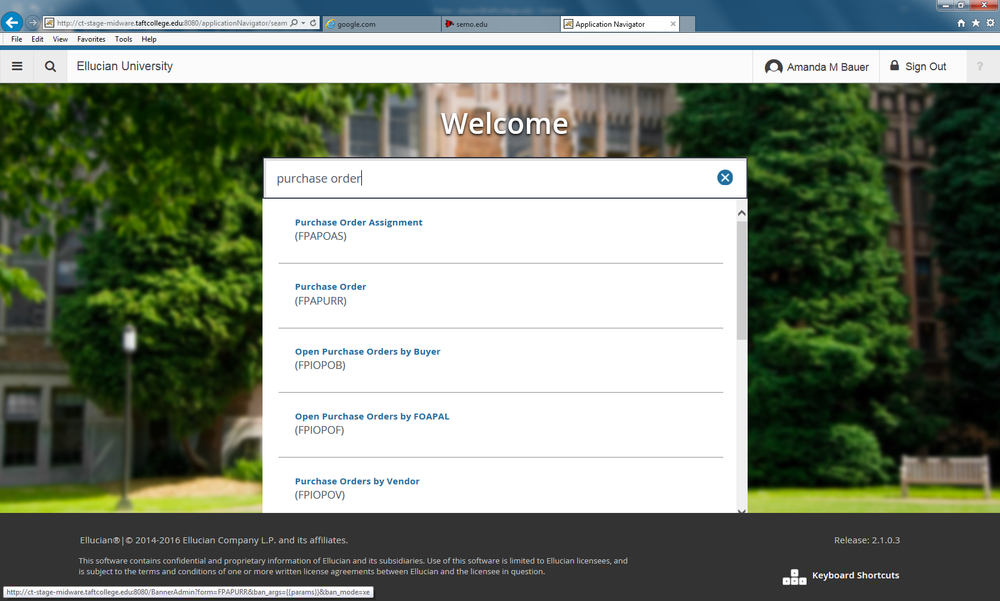 http://ct-stage-midware.taftcollege.edu:8080/applicationNavigator/seam
google.com
semo.edu
Application Navigator
File Edit View Favorites Tools Help
Ellucian University
Amanda M Bauer
Sign Out
?
Welcome
purchase order
Purchase Order Assignment
(FPAPOAS)
Purchase Order
(FPAPURR)
Open Purchase Orders by Buyer
(FPIOPOB)
Open Purchase Orders by FOAPAL
(FPIOPOF)
Purchase Orders by Vendor
(FPIOPOV)
Ellucian®|© 2014-2016 Ellucian Company L.P. and its affiliates.
Release: 2.1.0.3
This software contains confidential and proprietary information of Ellucian and its subsidiaries. Use of this software is limited to Ellucian licensees, and
is subject to the terms and conditions of one or more written license agreements between Ellucian and the licensee in question.
Keyboard Shortcuts
http://ct-stage-midware.taftcollege.edu:8080/BannerAdmin?form=FPAPURR&ban_args={{params}}&ban_mode=xe